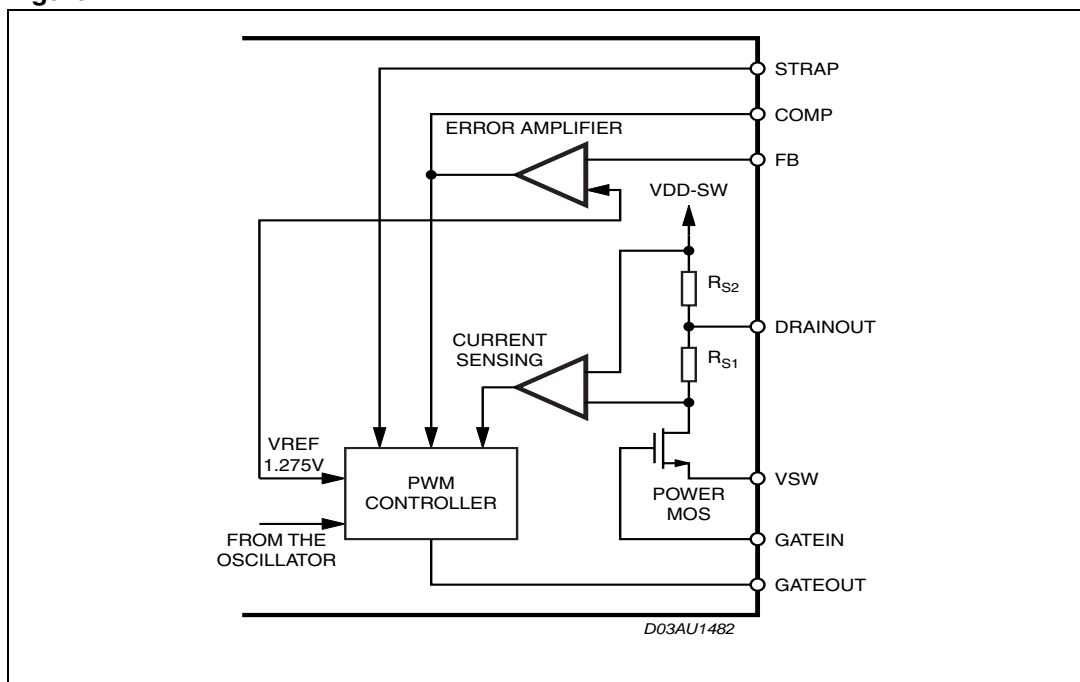 STRAP
COMP
ERROR AMPLIFIER
FB
VDD-SW
RS2
DRAINOUT
CURRENT
SENSING
RS1
VREF
1.275V
PWM
CONTROLLER
POWER
MOS
VSW
FROM THE
OSCILLATOR
GATEIN
GATEOUT
D03AU1482